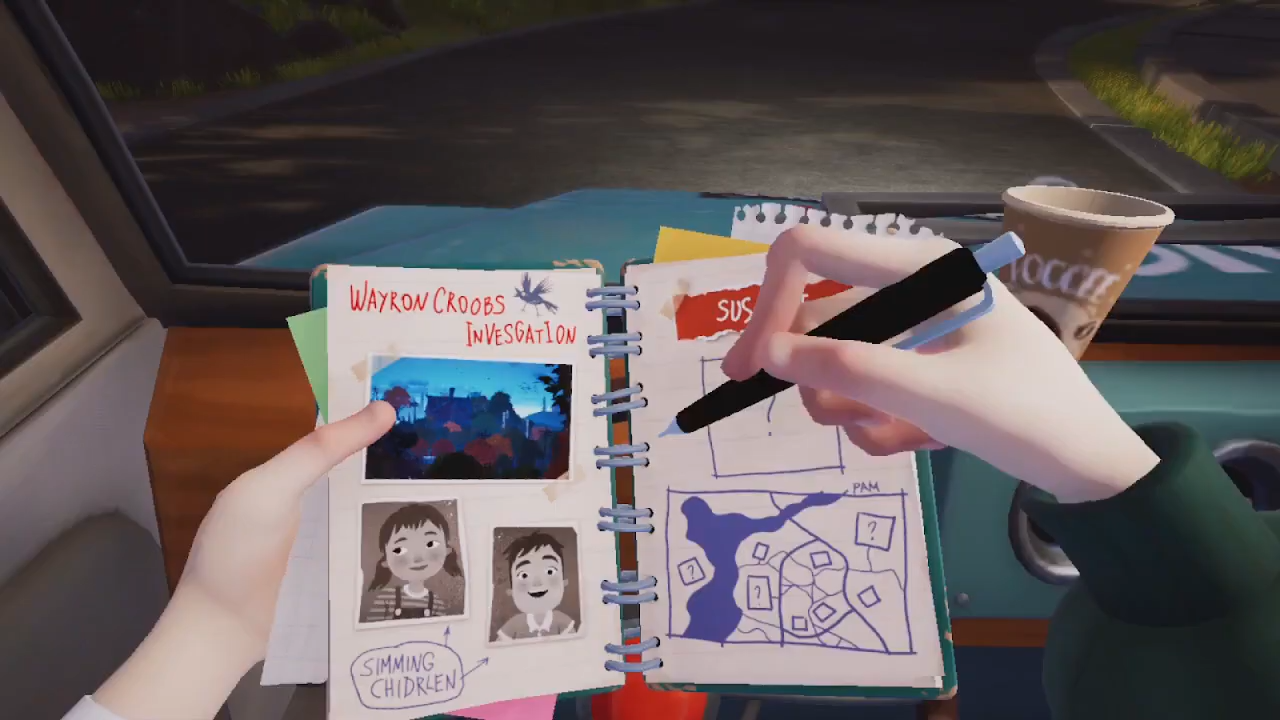 WAYRON CROOBS
INVESGATION
SUS
?
PAM
?
?
?
SIMMING
CHIDRLEN